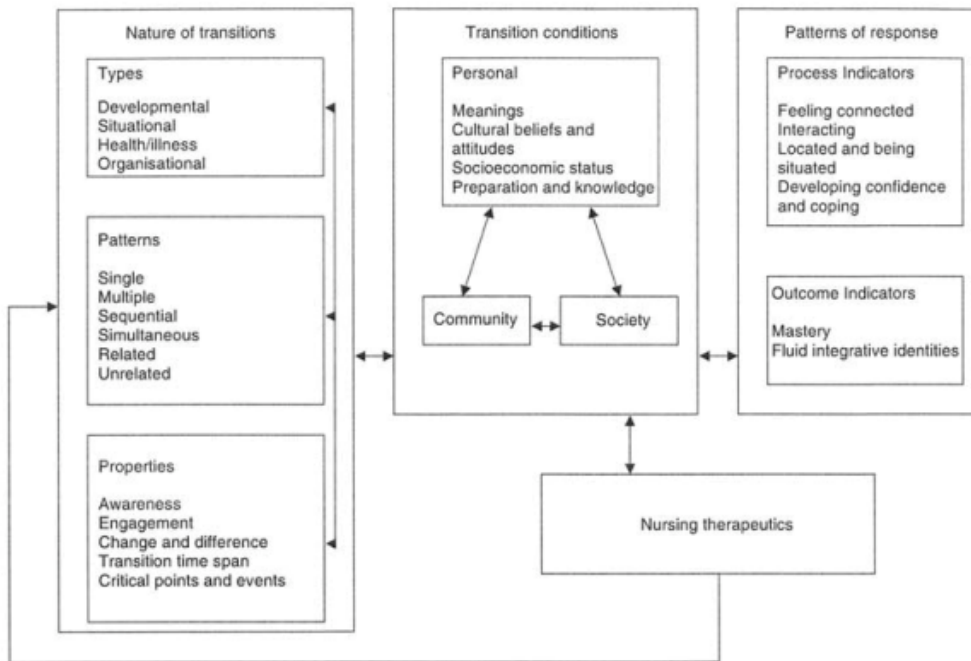 Nature of transitions
Types
Developmental
Situational
Health/illness
Organisational
Patterns
Single
Multiple
Sequential
Simultaneous
Related
Unrelated
Properties
Awareness
Engagement
Change and difference
Transition time span
Critical points and events
Transition conditions
Personal
Meanings
Cultural beliefs and
attitudes
Socioeconomic status
Preparation and knowledge
Community
Society
Patterns of response
Process Indicators
Feeling connected
Interacting
Located and being
situated
Developing confidence
and coping
Outcome Indicators
Mastery
Fluid integrative identities
Nursing therapeutics